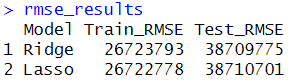 > rmse_results
  Model Train_RMSE Test_RMSE
1 Ridge   26723793  38709775
2 Lasso   26722778  38710701